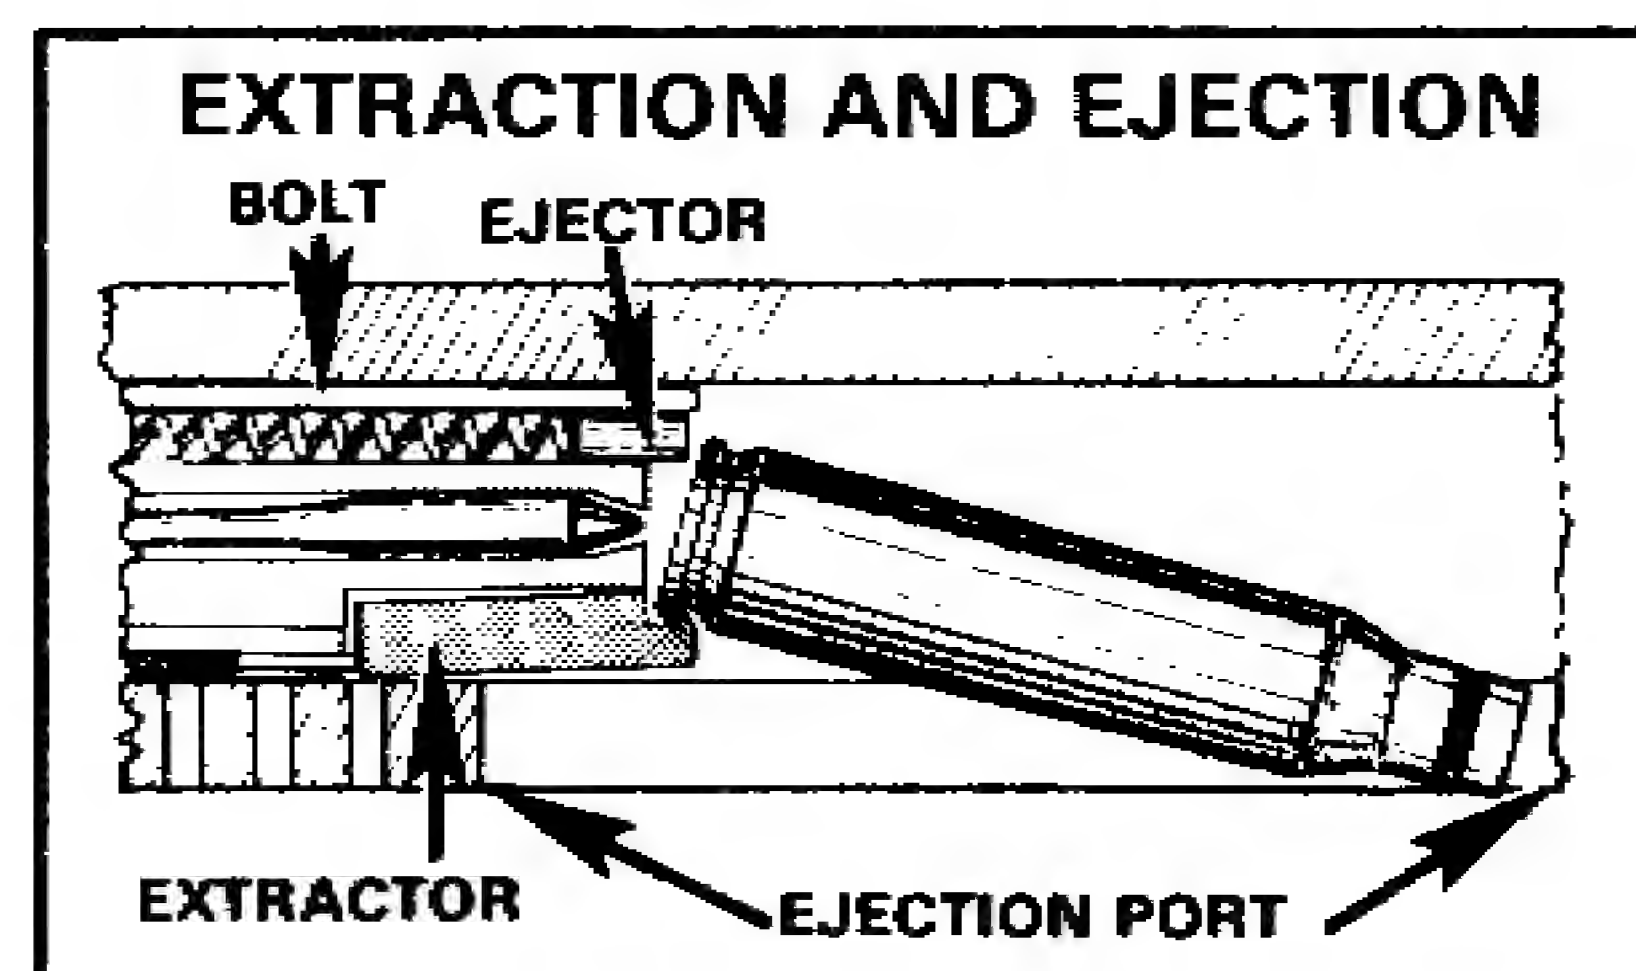 EXTRACTION AND EJECTION
BOLT
EJECTOR
EXTRACTOR
EJECTION PORT